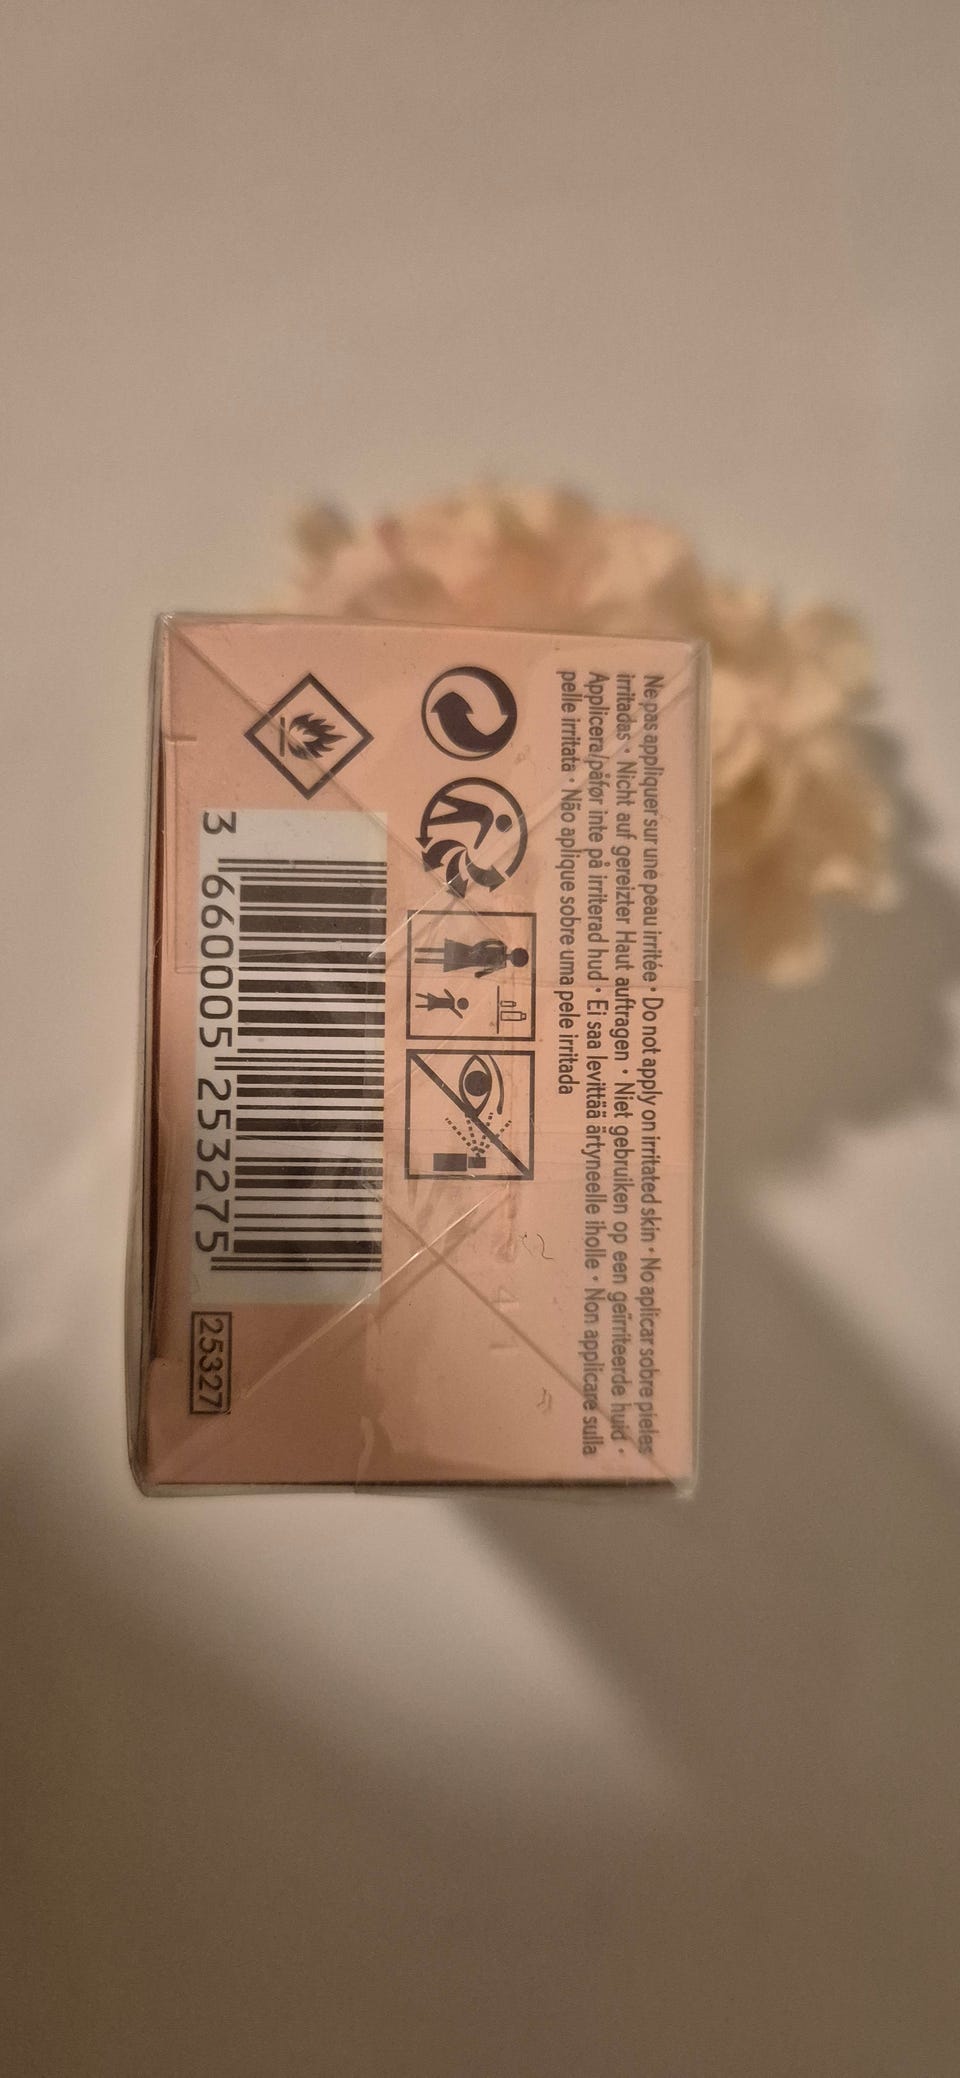 Ne pas appliquer sur une peau irritée • Do not apply on irritated skin • No aplicar sobre pieles
irritadas • Nicht auf gereizter Haut auftragen • Niet gebruiken op een geïrriteerde huid •
Applicera/påfør inte på irriterad hud • Ei saa levittää ärtyneelle iholle • Non applicare sulla
pelle irritata • Não aplique sobre uma pele irritada
3 660005 253275
25327